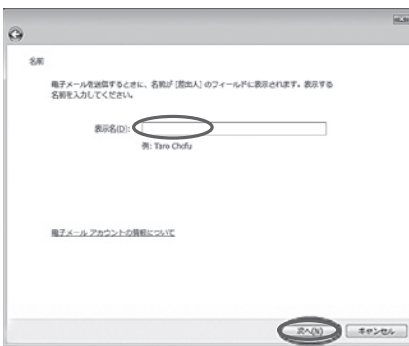 名前
電子メールを送信するときに、名前が [差出人] のフィールドに表示されます。表示する
名前を入力してください。
表示名(D):
例: Taro Chofu
電子メール アカウントの情報について
次へ(N)
キャンセル